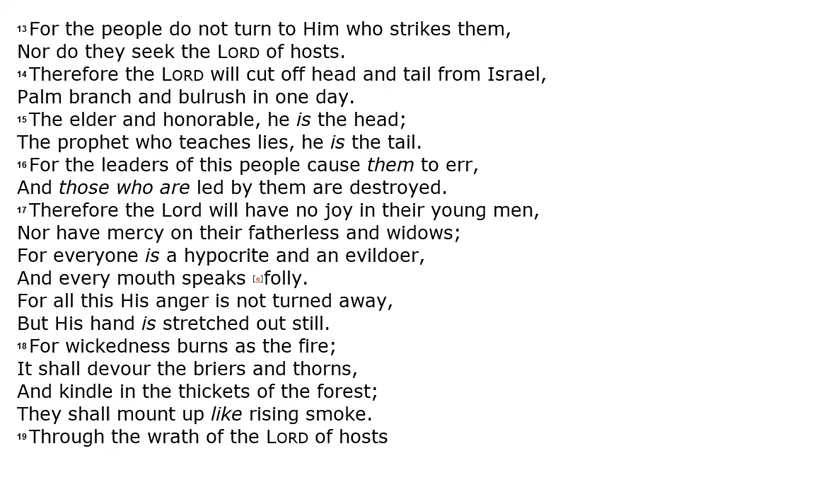 13For the people do not turn to Him who strikes them,
Nor do they seek the LORD of hosts.
14Therefore the LORD will cut off head and tail from Israel,
Palm branch and bulrush in one day.
15The elder and honorable, he is the head;
The prophet who teaches lies, he is the tail.
16For the leaders of this people cause them to err,
And those who are led by them are destroyed.
17Therefore the Lord will have no joy in their young men,
Nor have mercy on their fatherless and widows;
For everyone is a hypocrite and an evildoer,
And every mouth speaks [e]folly.
For all this His anger is not turned away,
But His hand is stretched out still.
18For wickedness burns as the fire;
It shall devour the briers and thorns,
And kindle in the thickets of the forest;
They shall mount up like rising smoke.
19Through the wrath of the LORD of hosts